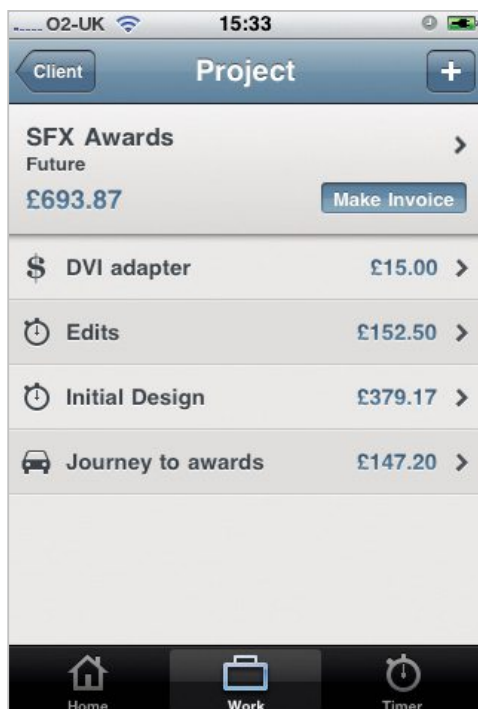 O2-UK 15:33
Client Project +
SFX Awards
Future
£693.87 Make Invoice
$ DVI adapter £15.00
Edits £152.50
Initial Design £379.17
Journey to awards £147.20
Home Work Timer